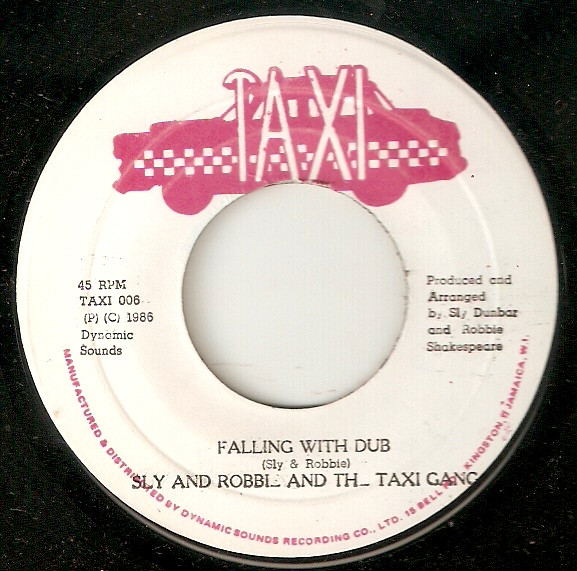 TAXI
45 RPM
TAXI 006
(P) (C) 1986
Dynamic
Sounds
Produced and
Arranged
by Sly Dunbar
and Robbie
Shakespeare
FALLING WITH DUB
(Sly & Robbie)
SLY AND ROBBIE AND THE TAXI GANG
MANUFACTURED & DISTRIBUTED BY DYNAMIC SOUNDS RECORDING CO., LTD. 15 BELL KINGSTON, JAMAICA, W.I.